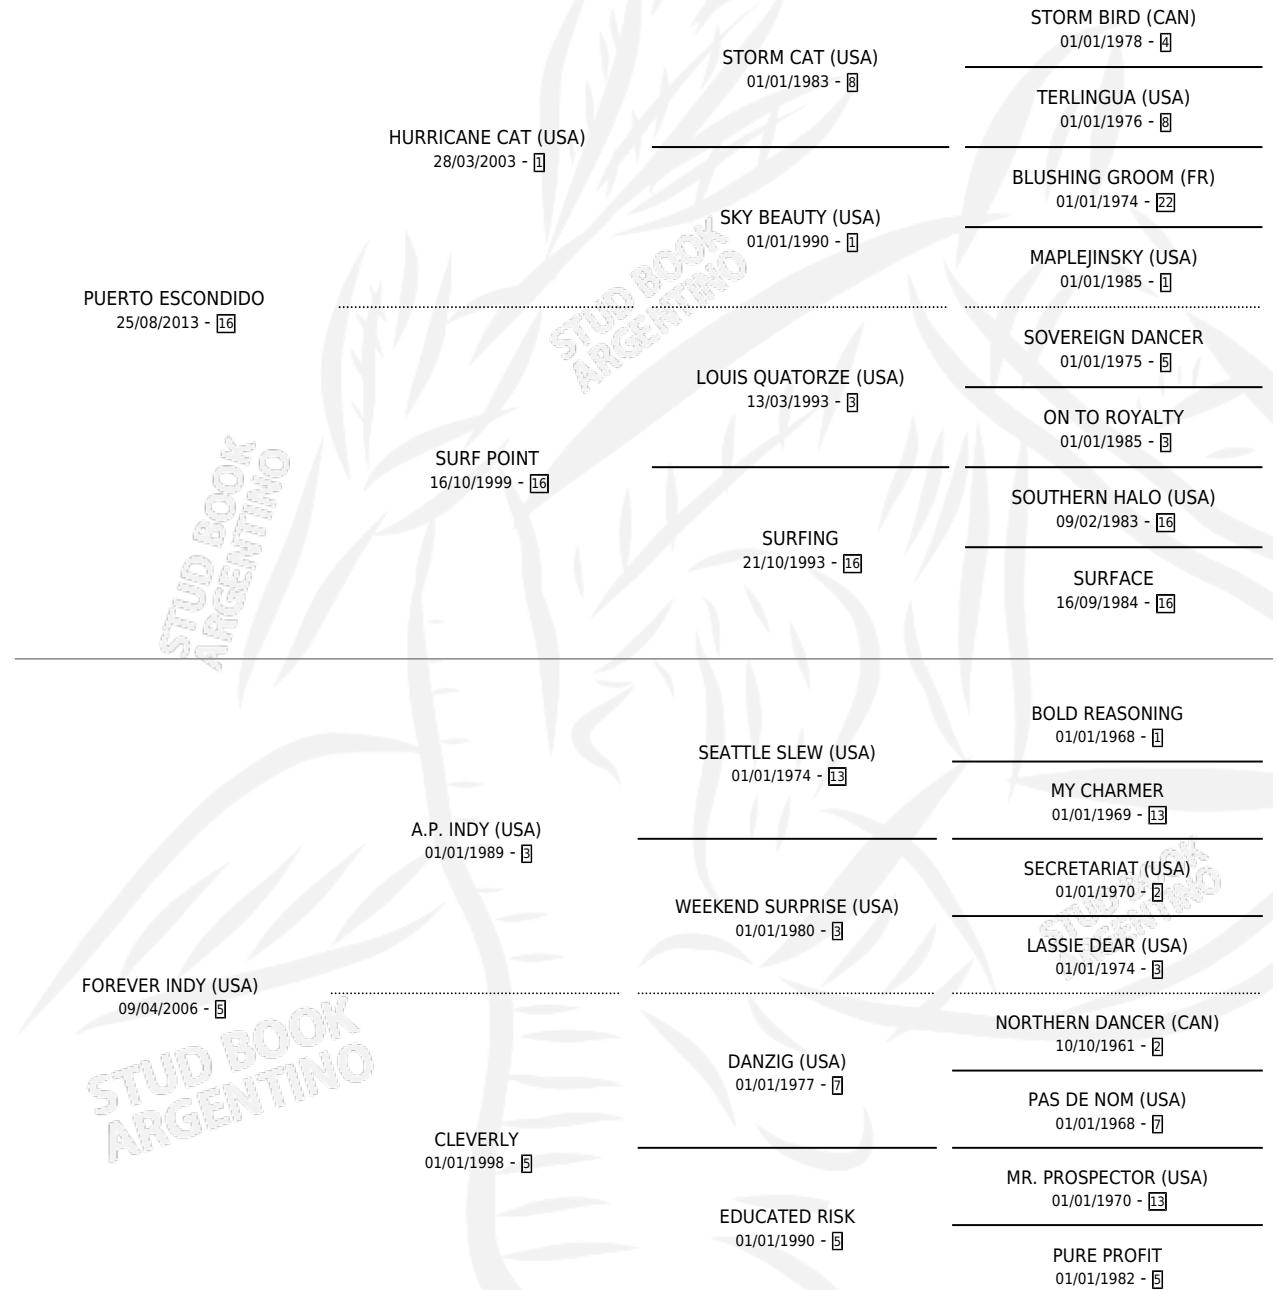 STORM BIRD (CAN)
01/01/1978 - 4
STORM CAT (USA)
01/01/1983 - 8
TERLINGUA (USA)
01/01/1976 - 8
HURRICANE CAT (USA)
28/03/2003 - 1
BLUSHING GROOM (FR)
01/01/1974 - 22
SKY BEAUTY (USA)
01/01/1990 - 1
MAPLEJINSKY (USA)
01/01/1985 - 1
PUERTO ESCONDIDO
25/08/2013 - 16
SOVEREIGN DANCER
01/01/1975 - 5
LOUIS QUATORZE (USA)
13/03/1993 - 3
ON TO ROYALTY
01/01/1985 - 3
SURF POINT
16/10/1999 - 16
SOUTHERN HALO (USA)
09/02/1983 - 16
SURFING
21/10/1993 - 16
SURFACE
16/09/1984 - 16
BOLD REASONING
01/01/1968 - 1
SEATTLE SLEW (USA)
01/01/1974 - 13
MY CHARMER
01/01/1969 - 13
A.P. INDY (USA)
01/01/1989 - 3
SECRETARIAT (USA)
01/01/1970 - 2
WEEKEND SURPRISE (USA)
01/01/1980 - 3
LASSIE DEAR (USA)
01/01/1974 - 3
FOREVER INDY (USA)
09/04/2006 - 5
NORTHERN DANCER (CAN)
10/10/1961 - 2
DANZIG (USA)
01/01/1977 - 7
PAS DE NOM (USA)
01/01/1968 - 7
CLEVERLY
01/01/1998 - 5
MR. PROSPECTOR (USA)
01/01/1970 - 13
EDUCATED RISK
01/01/1990 - 5
PURE PROFIT
01/01/1982 - 5
STUD BOOK
ARGENTINO
STUD BOOK
ARGENTINO
STUD BOOK
ARGENTINO
STUD BOOK
ARGENTINO